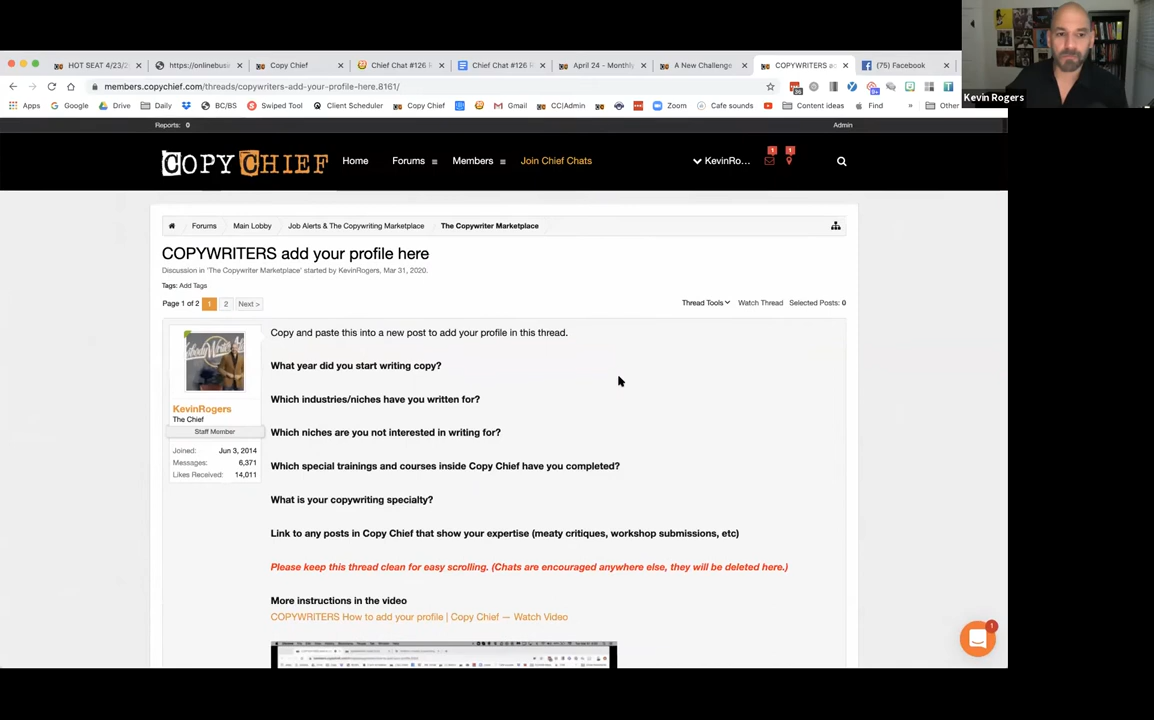 HOT SEAT 4/23/2
https://onlinebusi
Copy Chief
Chief Chat #126 R
Chief Chat #126 R
April 24 - Monthly
A New Challenge
COPYWRITERS ad
(75) Facebook
members.copychief.com/threads/copywriters-add-your-profile-here.8161/
Kevin Rogers
Apps
Google
Drive
Daily
BC/BS
Swiped Tool
Client Scheduler
Copy Chief
Gmail
CC|Admin
Zoom
Cafe sounds
Content ideas
Find
»
Other
Reports: 0
Admin
COPY CHIEF
Home
Forums
Members
Join Chief Chats
KevinRo...
1
1
Forums
Main Lobby
Job Alerts & The Copywriting Marketplace
The Copywriter Marketplace
COPYWRITERS add your profile here
Discussion in 'The Copywriter Marketplace' started by KevinRogers, Mar 31, 2020.
Tags: Add Tags
Page 1 of 2 1 2 Next >
Thread Tools Watch Thread Selected Posts: 0
Copy and paste this into a new post to add your profile in this thread.
What year did you start writing copy?
Which industries/niches have you written for?
Which niches are you not interested in writing for?
Which special trainings and courses inside Copy Chief have you completed?
What is your copywriting specialty?
Link to any posts in Copy Chief that show your expertise (meaty critiques, workshop submissions, etc)
Please keep this thread clean for easy scrolling. (Chats are encouraged anywhere else, they will be deleted here.)
More instructions in the video
COPYWRITERS How to add your profile | Copy Chief — Watch Video
KevinRogers
The Chief
Staff Member
Joined: Jun 3, 2014
Messages: 6,371
Likes Received: 14,011
1